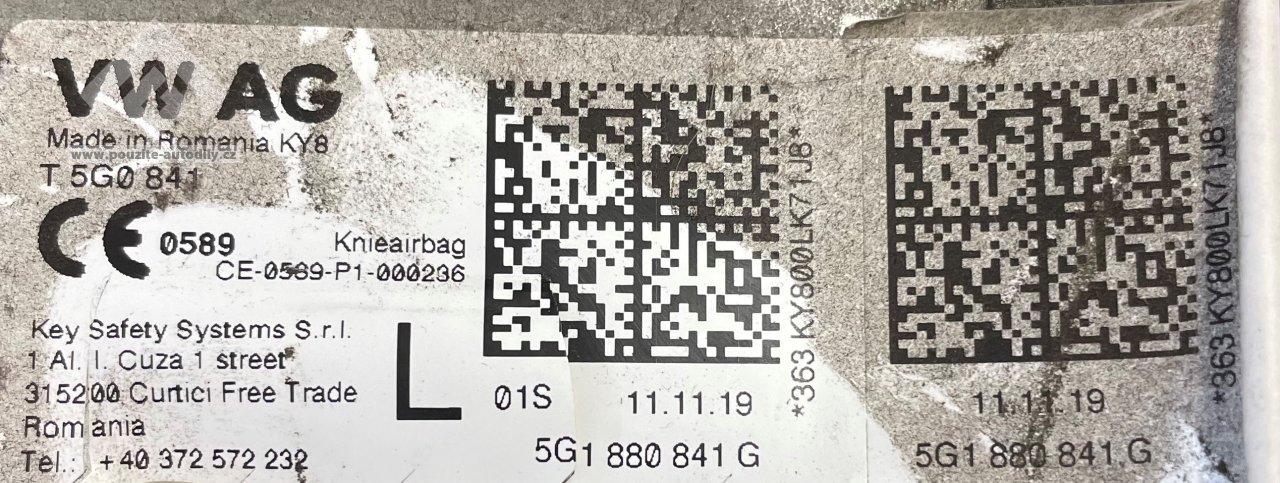 VW AG
Made in Romania KY8
www.pouzite-autodily.cz
T 5G0 841
CE 0589 Knieairbag
CE-0589-P1-000236
Key Safety Systems S.r.l.
1 Al. I. Cuza 1 street
315200 Curtici Free Trade
Romania
Tel.: +40 372 572 232
L
01S 11.11.19
5G1 880 841 G
*363 KY800LK71J8*
11.11.19
5G1 880 841 G
*363 KY800LK71J8*